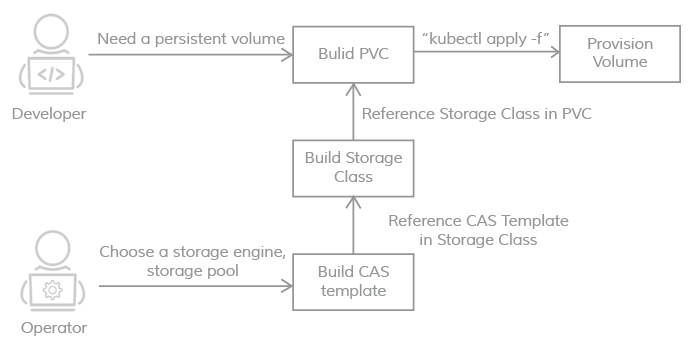 Need a persistent volume
Bulid PVC
“kubectl apply -f”
Provision
Volume
</>
Developer
Reference Storage Class in PVC
Build Storage
Class
Reference CAS Template
in Storage Class
Choose a storage engine,
storage pool
Build CAS
template
Operator